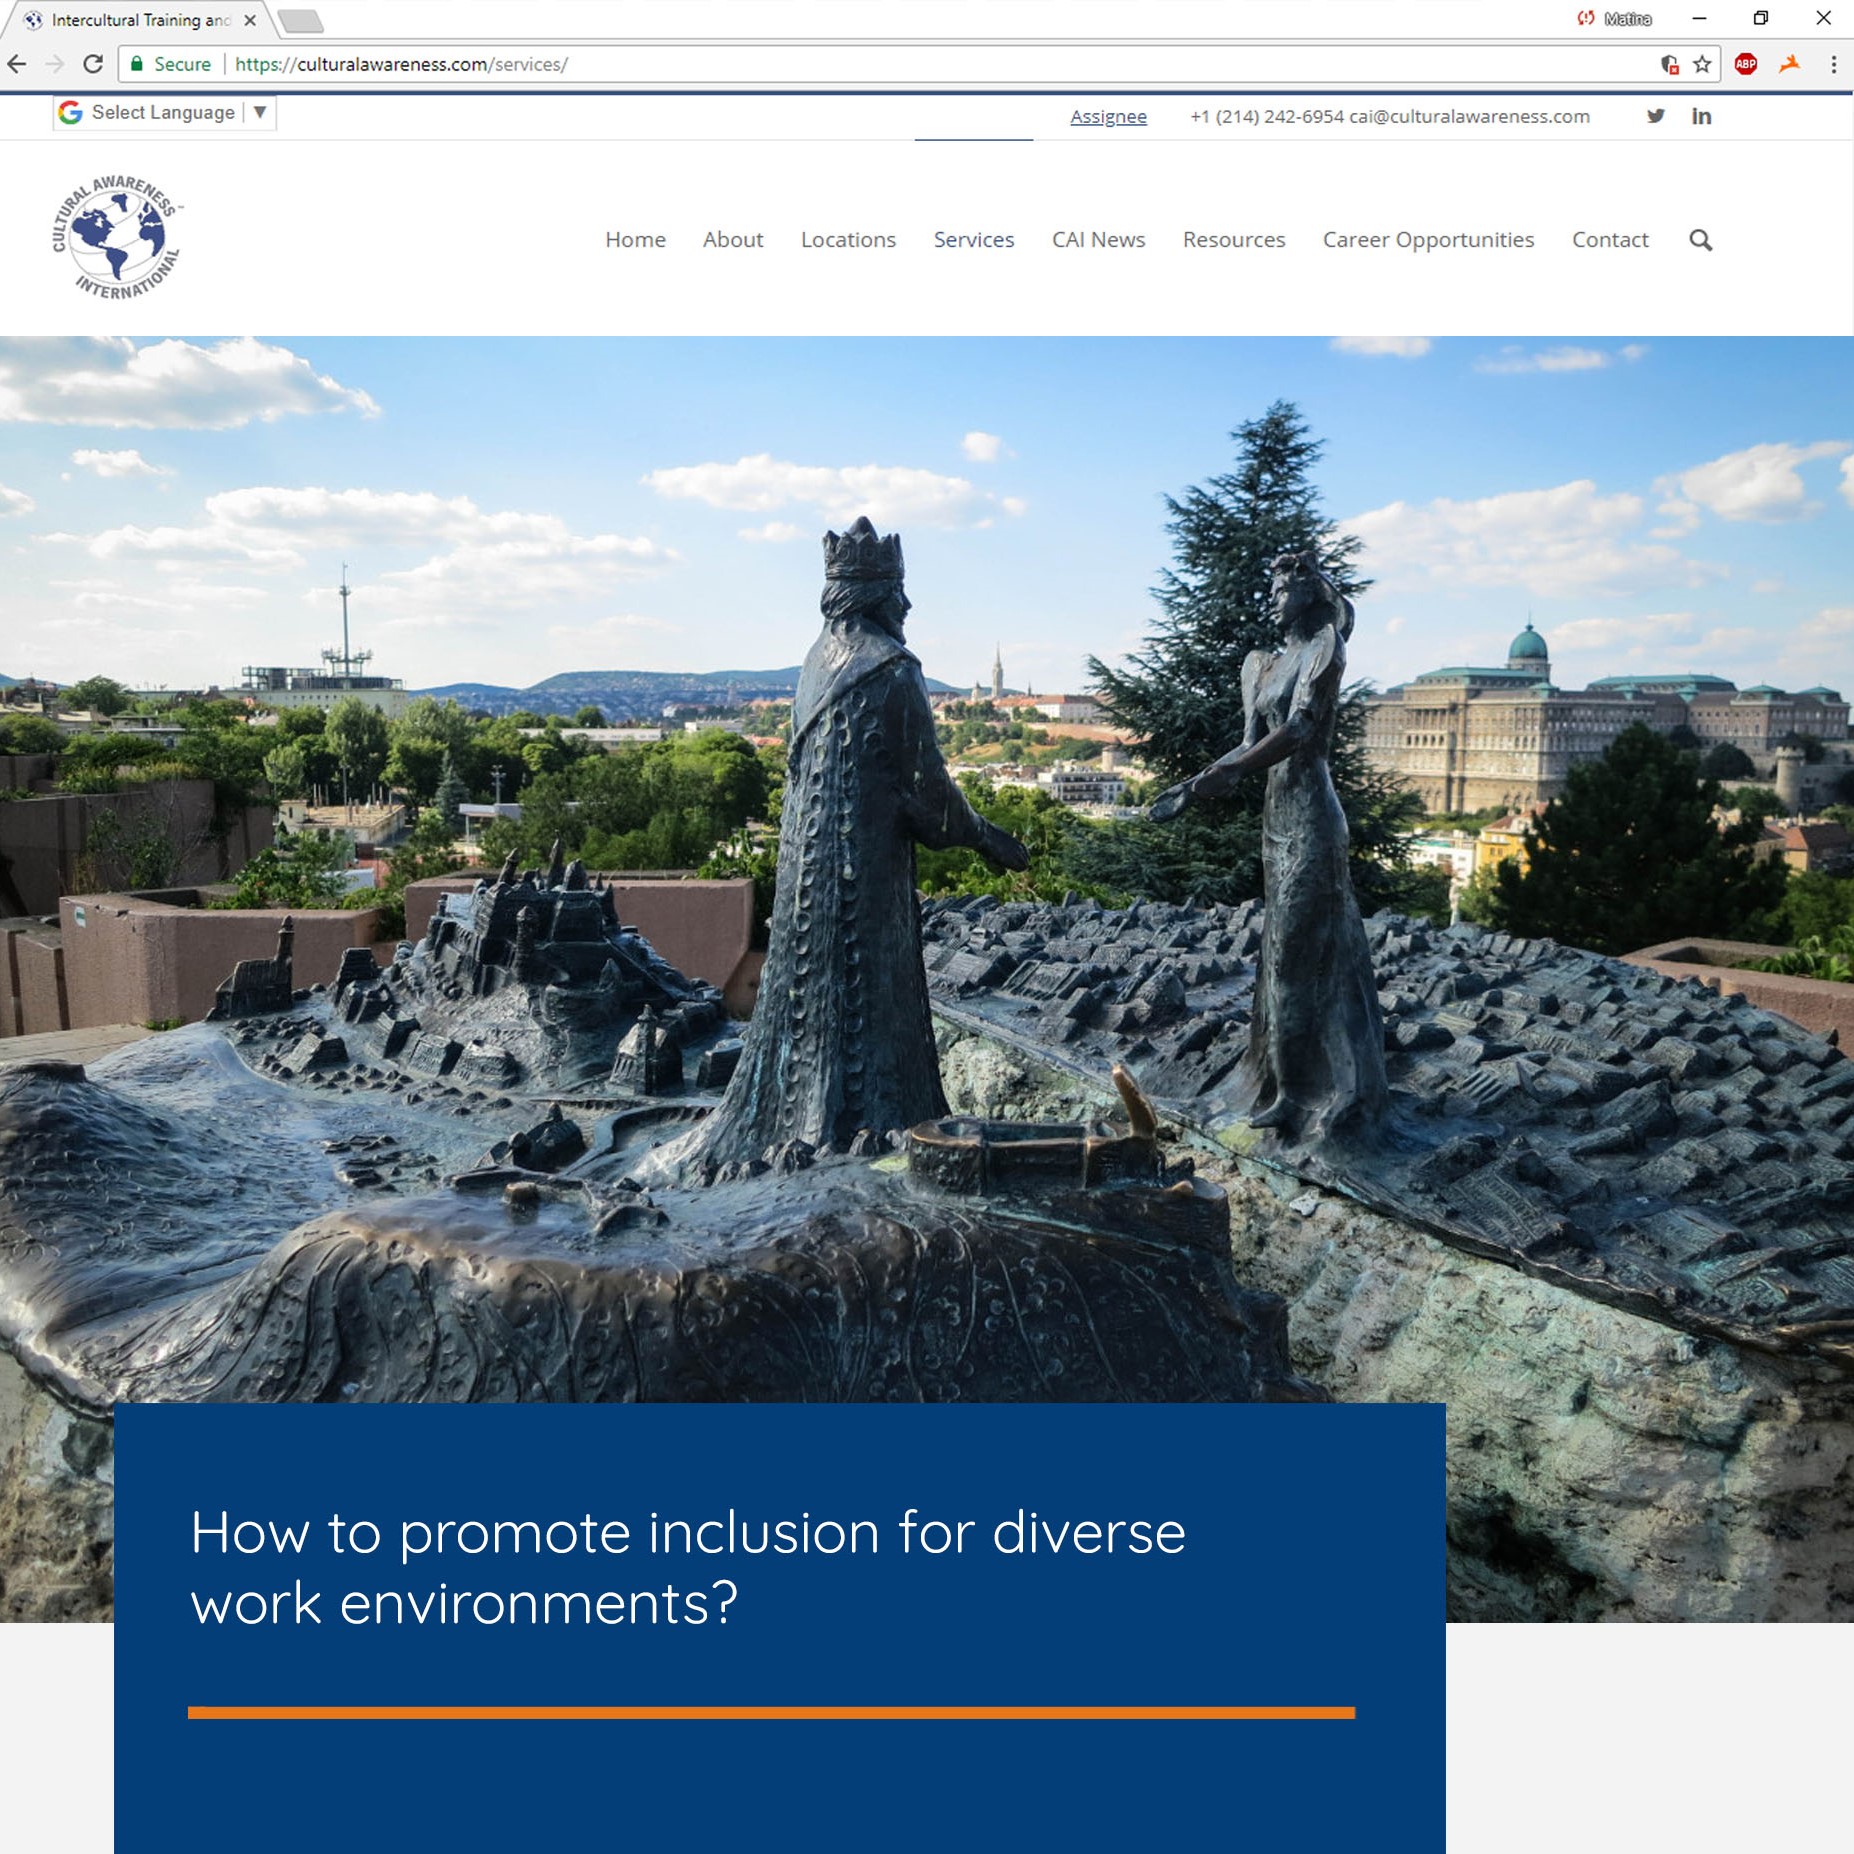 Intercultural Training and
Matina
Secure https://culturalawareness.com/services/
ABP
Select Language ▼
Assignee +1 (214) 242-6954 cai@culturalawareness.com
CULTURAL AWARENESS
INTERNATIONAL
Home About Locations Services CAI News Resources Career Opportunities Contact
How to promote inclusion for diverse
work environments?